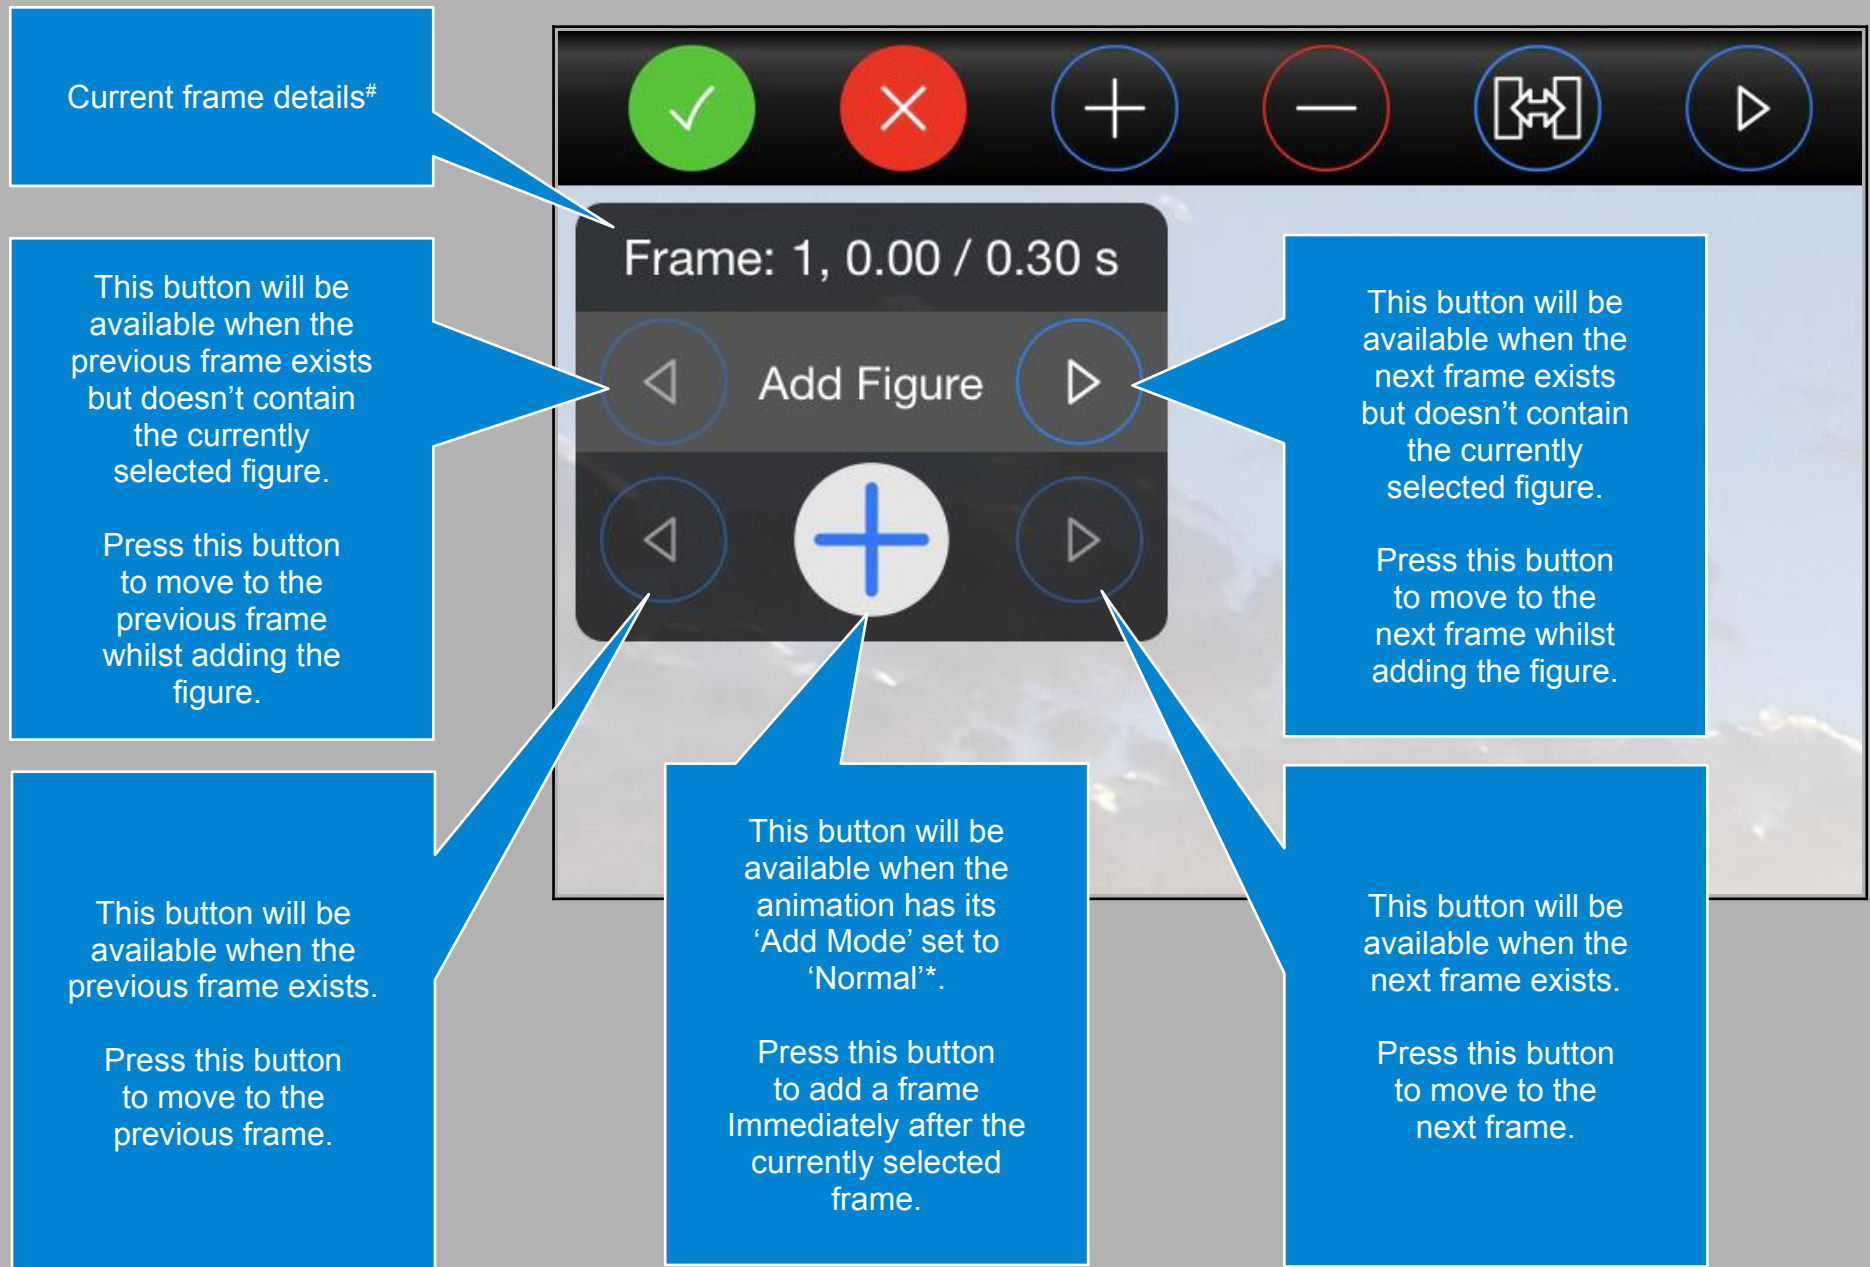 Current frame details#
Frame: 1, 0.00 / 0.30 s
Add Figure
This button will be
available when the
previous frame exists
but doesn’t contain
the currently
selected figure.
Press this button
to move to the
previous frame
whilst adding the
figure.
This button will be
available when the
next frame exists
but doesn’t contain
the currently
selected figure.
Press this button
to move to the
next frame whilst
adding the figure.
This button will be
available when the
previous frame exists.
Press this button
to move to the
previous frame.
This button will be
available when the
animation has its
‘Add Mode’ set to
‘Normal’*.
Press this button
to add a frame
Immediately after the
currently selected
frame.
This button will be
available when the
next frame exists.
Press this button
to move to the
next frame.